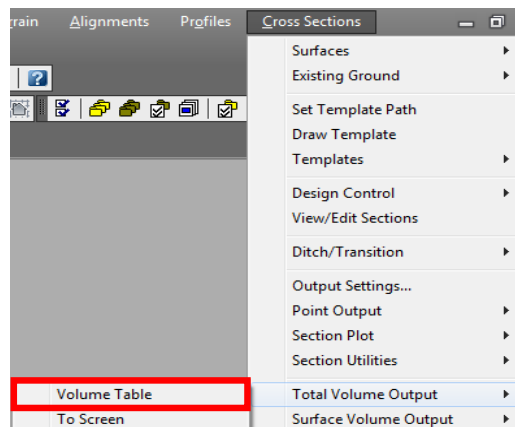 Alignments Profiles Cross Sections
Surfaces
Existing Ground
Set Template Path
Draw Template
Templates
Design Control
View/Edit Sections
Ditch/Transition
Output Settings...
Point Output
Section Plot
Section Utilities
Volume Table Total Volume Output
To Screen Surface Volume Output